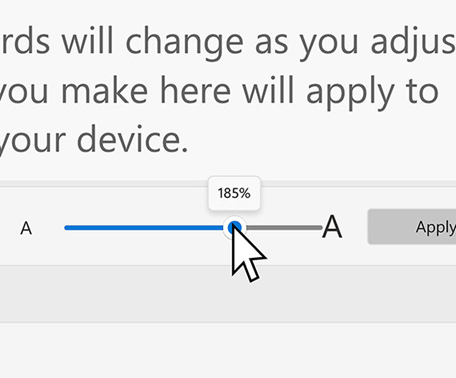 rds will change as you adjus
you make here will apply to
your device.
185%
A
A
Apply